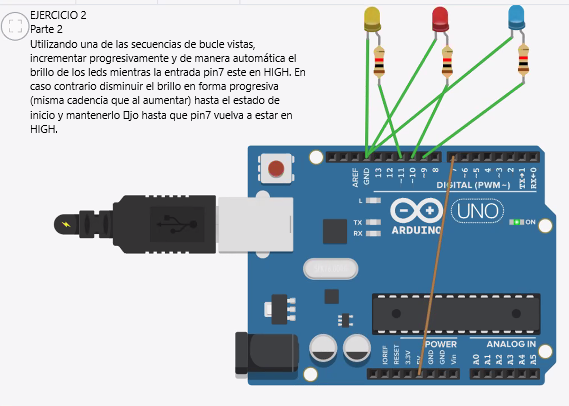 EJERCICIO 2
Parte 2
Utilizando una de las secuencias de bucle vistas,
incrementar progresivamente y de manera automática el
brillo de los leds mientras la entrada pin7 este en HIGH. En
caso contrario disminuir el brillo en forma progresiva
(misma cadencia que al aumentar) hasta el estado de
inicio y mantenerlo jo hasta que pin7 vuelva a estar en
HIGH.
AREF
GND
13
12
~11
~10
~9
8
7
~6
~5
4
~3
2
TX→1
RX←0
DIGITAL (PWM~)
L
TX
RX
ARDUINO
UNO
ON
IOREF
RESET
3.3V
5V
GND
GND
Vin
POWER
ANALOG IN
A0
A1
A2
A3
A4
A5